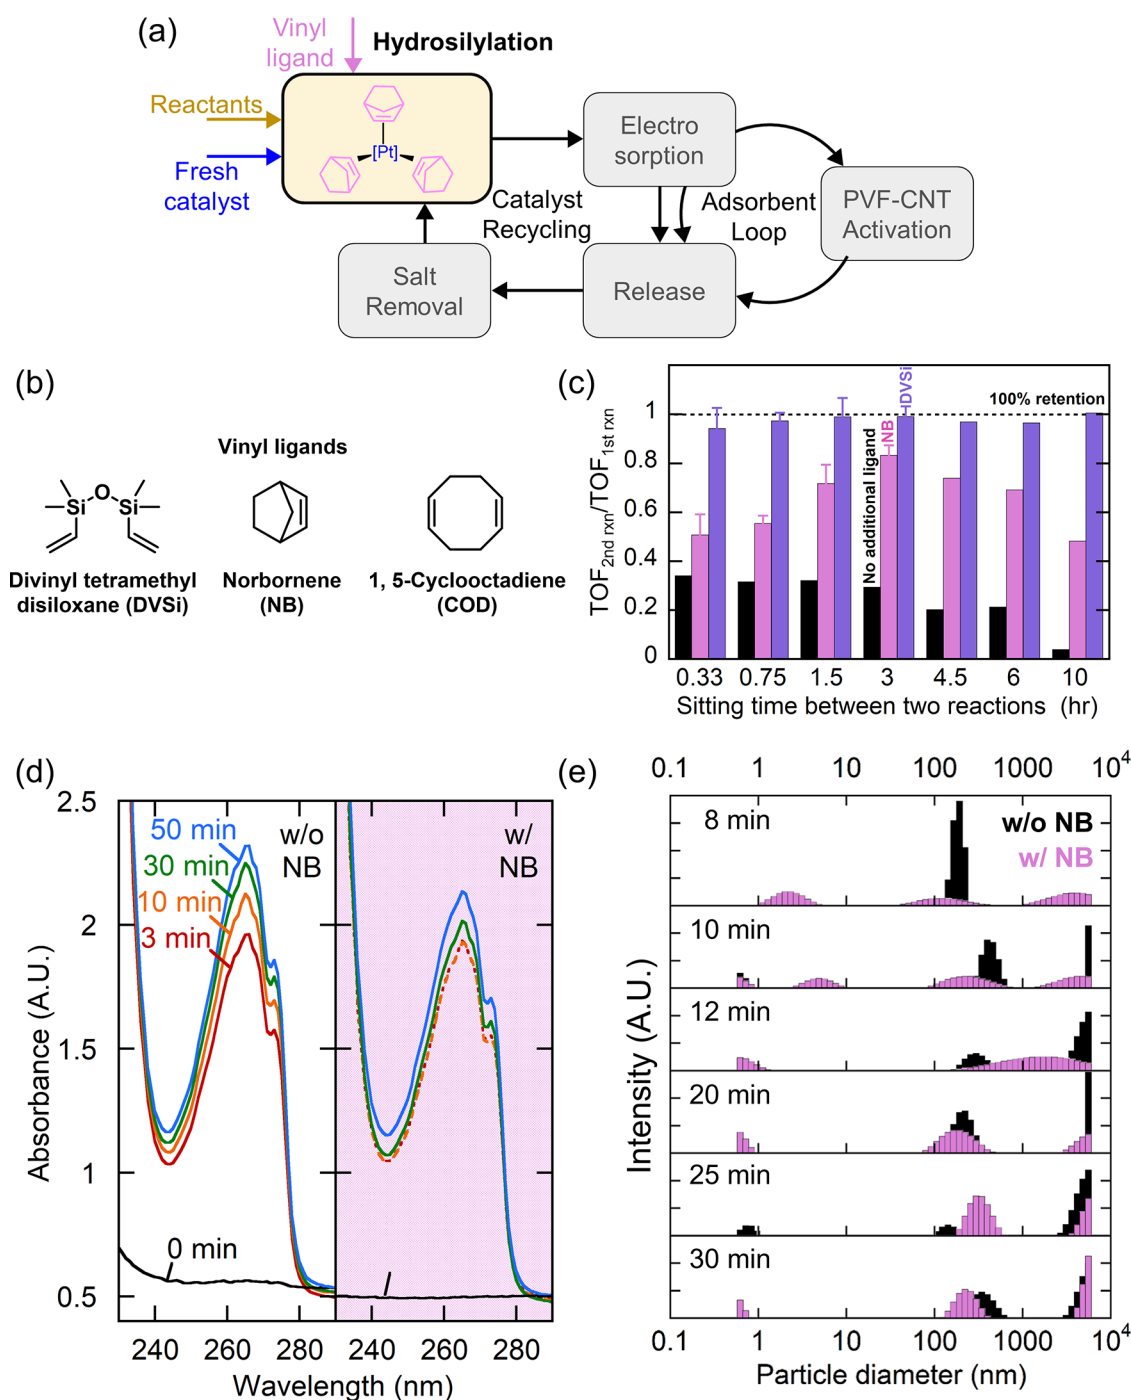 (a)
Vinyl
ligand
Hydrosilylation
Reactants
Fresh
catalyst
[Pt]
Electro
sorption
Catalyst
Recycling
Adsorbent
Loop
PVF-CNT
Activation
Salt
Removal
Release
(b)
Vinyl ligands
Si O Si
Divinyl tetramethyl
disiloxane (DVSi)
Norbornene
(NB)
1, 5-Cyclooctadiene
(COD)
(c)
TOF2nd rxn/TOF1st rxn
1
0.8
0.6
0.4
0.2
0
100% retention
No additional ligand
NB
DVSi
0.33 0.75 1.5 3 4.5 6 10
Sitting time between two reactions (hr)
(d)
Absorbance (A.U.)
2.5
2
1.5
1
0.5
50 min
30 min
10 min
3 min
0 min
w/o
NB
w/
NB
240 260 280 240 260 280
Wavelength (nm)
(e)
0.1 1 10 100 1000 10⁴
Intensity (A.U.)
8 min
w/o NB
w/ NB
10 min
12 min
20 min
25 min
30 min
0.1 1 10 100 1000 10⁴
Particle diameter (nm)